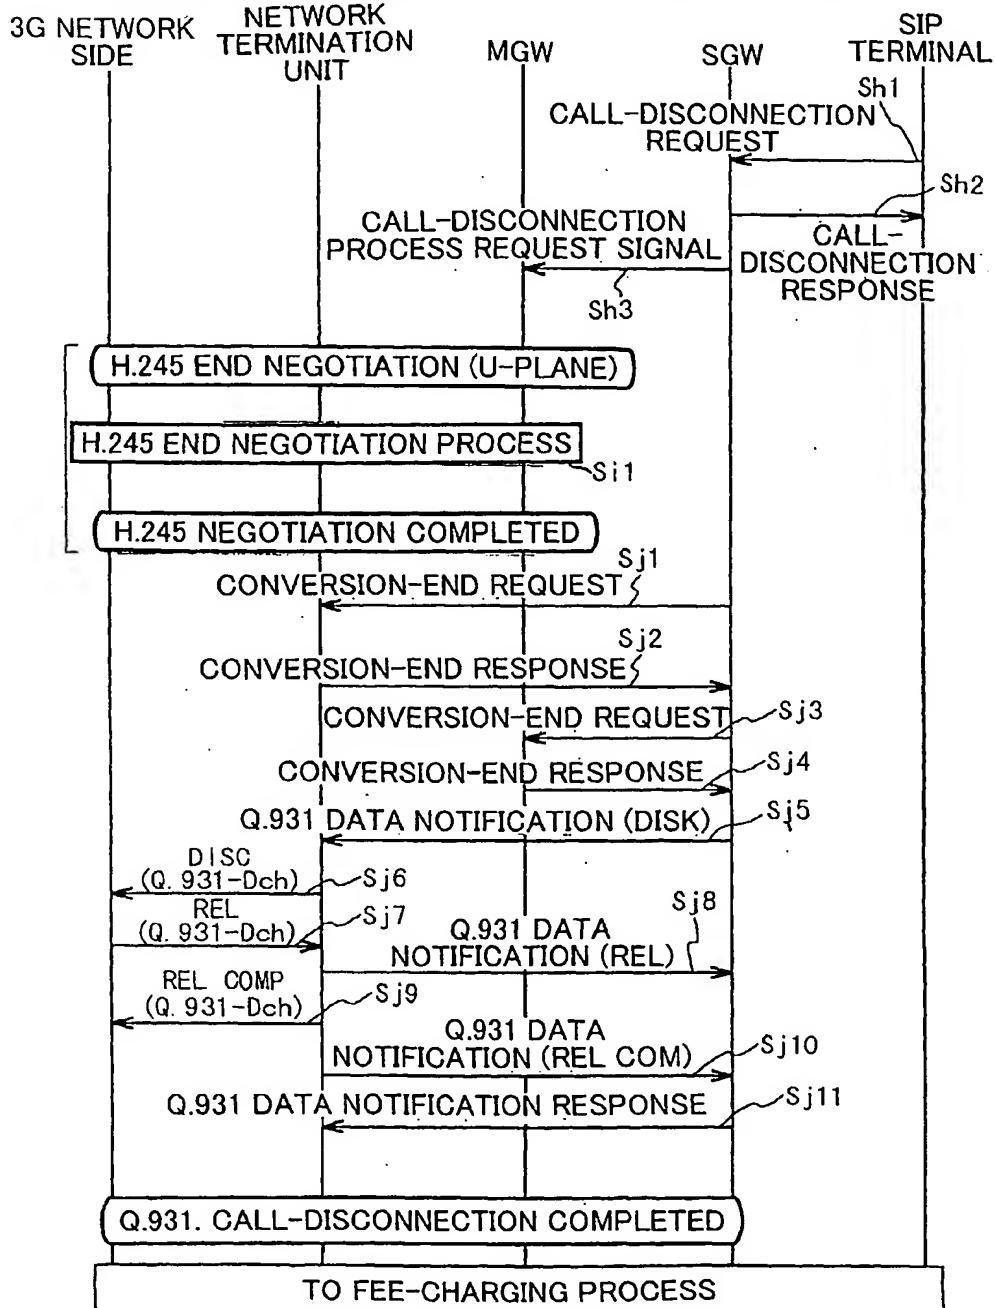 3G NETWORK
SIDE
NETWORK
TERMINATION
UNIT
MGW
SGW
SIP
TERMINAL
Sh1
CALL-DISCONNECTION
REQUEST
Sh2
CALL-DISCONNECTION
PROCESS REQUEST SIGNAL
CALL-
DISCONNECTION
RESPONSE
Sh3
H.245 END NEGOTIATION (U-PLANE)
H.245 END NEGOTIATION PROCESS
Si1
H.245 NEGOTIATION COMPLETED
Sj1
CONVERSION-END REQUEST
Sj2
CONVERSION-END RESPONSE
CONVERSION-END REQUEST
Sj3
CONVERSION-END RESPONSE
Sj4
Q.931 DATA NOTIFICATION (DISK)
Sj5
DISC
(Q. 931-Dch)
Sj6
REL
(Q. 931-Dch)
Sj7
Sj8
Q.931 DATA
NOTIFICATION (REL)
REL COMP
(Q. 931-Dch)
Sj9
Q.931 DATA
NOTIFICATION (REL COM)
Sj10
Q.931 DATA NOTIFICATION RESPONSE
Sj11
Q.931. CALL-DISCONNECTION COMPLETED
TO FEE-CHARGING PROCESS